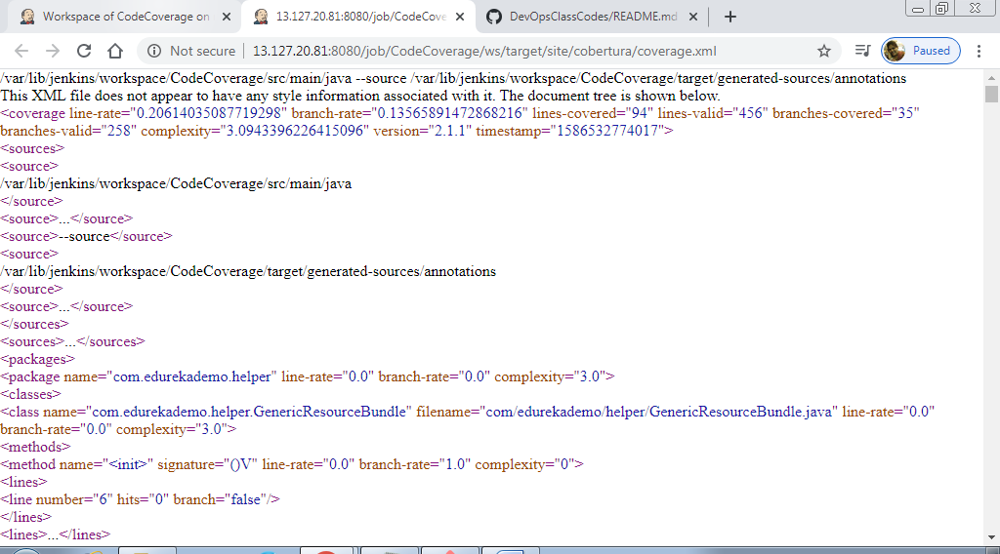 Workspace of CodeCoverage on
13.127.20.81:8080/job/CodeCove
DevOpsClassCodes/README.md
Not secure
13.127.20.81:8080/job/CodeCoverage/ws/target/site/cobertura/coverage.xml
Paused
/var/lib/jenkins/workspace/CodeCoverage/src/main/java --source /var/lib/jenkins/workspace/CodeCoverage/target/generated-sources/annotations
This XML file does not appear to have any style information associated with it. The document tree is shown below.
<coverage line-rate="0.20614035087719298" branch-rate="0.13565891472868216" lines-covered="94" lines-valid="456" branches-covered="35"
branches-valid="258" complexity="3.0943396226415096" version="2.1.1" timestamp="1586532774017">
<sources>
<source>
/var/lib/jenkins/workspace/CodeCoverage/src/main/java
</source>
<source>...</source>
<source>--source</source>
<source>
/var/lib/jenkins/workspace/CodeCoverage/target/generated-sources/annotations
</source>
<source>...</source>
</sources>
<sources>...</sources>
<packages>
<package name="com.edurekademo.helper" line-rate="0.0" branch-rate="0.0" complexity="3.0">
<classes>
<class name="com.edurekademo.helper.GenericResourceBundle" filename="com/edurekademo/helper/GenericResourceBundle.java" line-rate="0.0"
branch-rate="0.0" complexity="3.0">
<methods>
<method name="<init>" signature="()V" line-rate="0.0" branch-rate="1.0" complexity="0">
<lines>
<line number="6" hits="0" branch="false"/>
</lines>
<lines>...</lines>